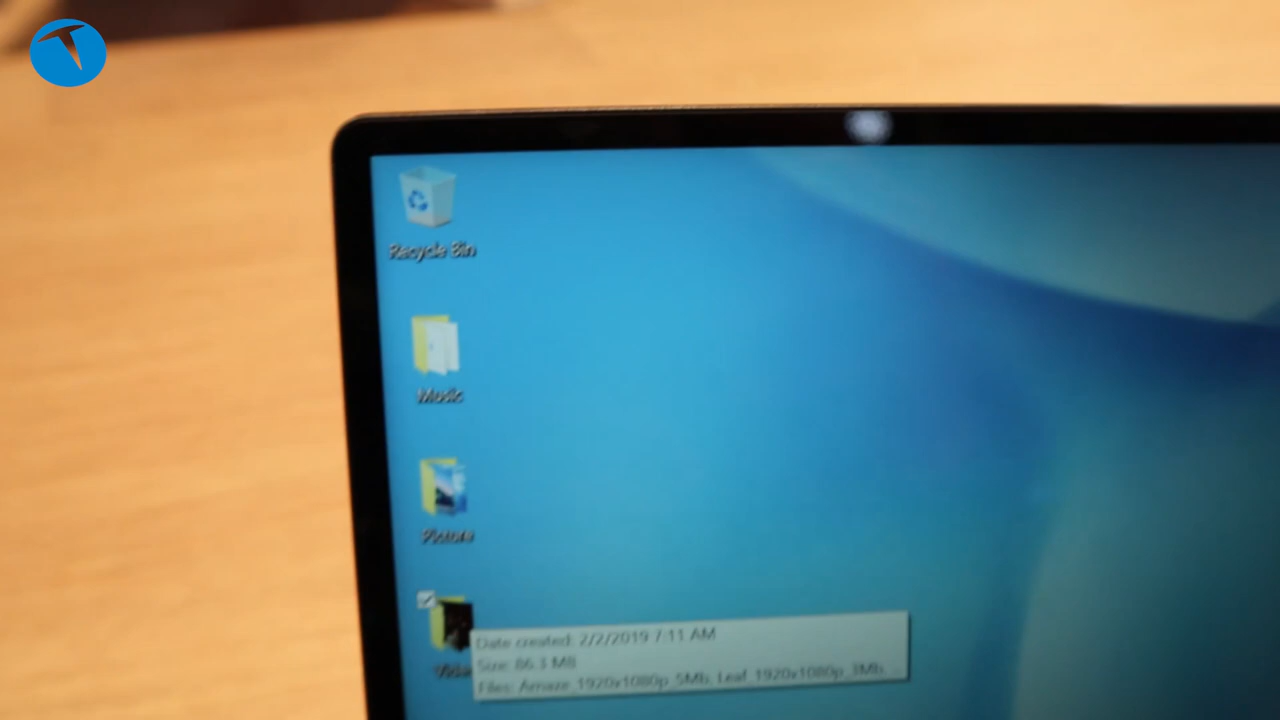 Recycle Bin
Music
Picture
Video
Date created: 2/2/2019 7:11 AM
Size: 86.3 MB
Files: Amaze_1920x1080p_5Mb, Leaf_1920x1080p_3Mb, ...